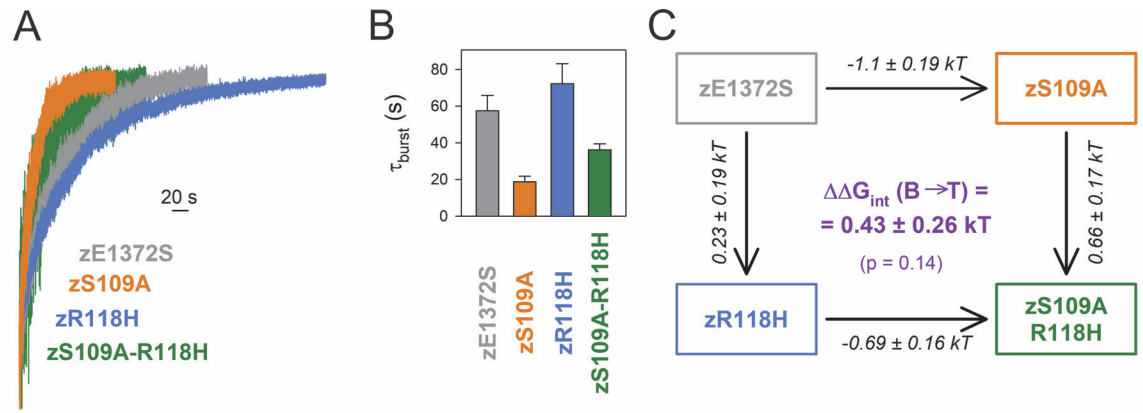 A
20 s
zE1372S
zS109A
zR118H
zS109A-R118H
B
τburst (s)
80
60
40
20
0
zE1372S
zS109A
zR118H
zS109A-R118H
C
zE1372S
-1.1 ± 0.19 kT
zS109A
0.23 ± 0.19 kT
ΔΔGint (B→T) =
= 0.43 ± 0.26 kT
(p = 0.14)
0.66 ± 0.17 kT
zR118H
-0.69 ± 0.16 kT
zS109A
R118H